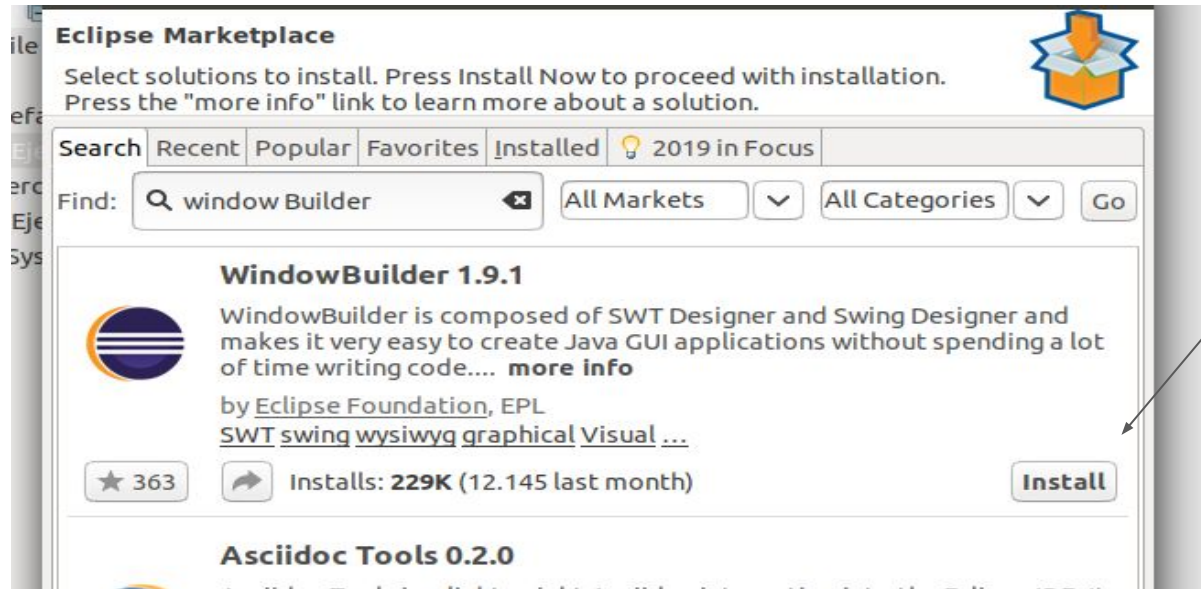 Eclipse Marketplace
Select solutions to install. Press Install Now to proceed with installation.
Press the "more info" link to learn more about a solution.
Search Recent Popular Favorites Installed 2019 in Focus
Find: window Builder All Markets All Categories Go
WindowBuilder 1.9.1
WindowBuilder is composed of SWT Designer and Swing Designer and
makes it very easy to create Java GUI applications without spending a lot
of time writing code.... more info
by Eclipse Foundation, EPL
SWT swing wysiwyg graphical Visual ...
363 Installs: 229K (12.145 last month) Install
Asciidoc Tools 0.2.0